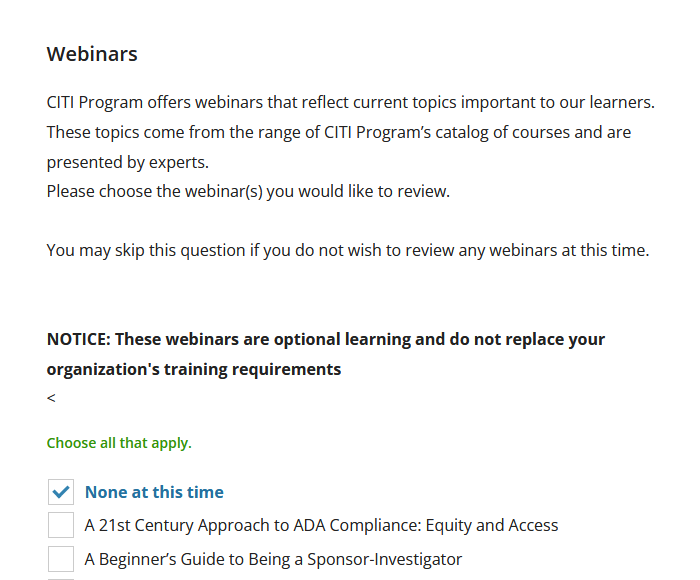 Webinars
CITI Program offers webinars that reflect current topics important to our learners.
These topics come from the range of CITI Program’s catalog of courses and are
presented by experts.
Please choose the webinar(s) you would like to review.
You may skip this question if you do not wish to review any webinars at this time.
NOTICE: These webinars are optional learning and do not replace your
organization's training requirements
<
Choose all that apply.
None at this time
A 21st Century Approach to ADA Compliance: Equity and Access
A Beginner’s Guide to Being a Sponsor-Investigator